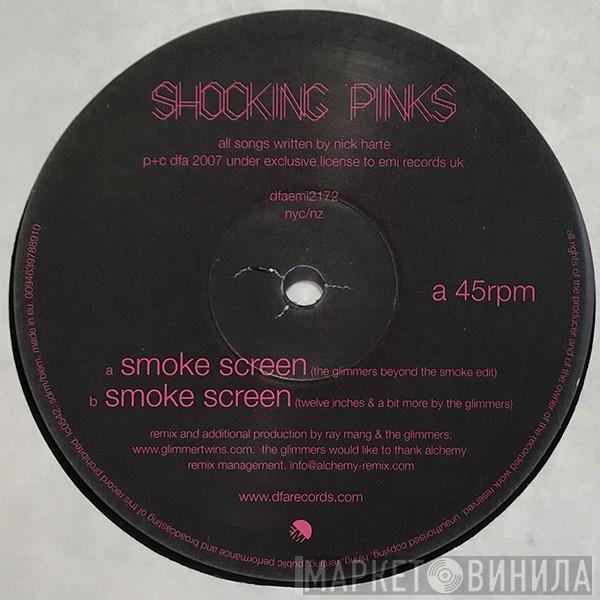 SHOCKING PINKS
all songs written by nick harte
p+c dfa 2007 under exclusive license to emi records uk
dfaemi2172
nyc/nz
a 45rpm
a smoke screen (the glimmers beyond the smoke edit)
b smoke screen (twelve inches & a bit more by the glimmers)
remix and additional production by ray mang & the glimmers.
www.glimmertwins.com. the glimmers would like to thank alchemy
remix management. info@alchemy-remix.com
www.dfarecords.com
all rights of the producer and of the owner of the recorded work reserved. unauthorised copying, hiring, renting, public performance and broadcasting of this record prohibited. lc0542. sdrm/biem. made in eu. 0094639788910
МАРКЕТ ВИНИЛА